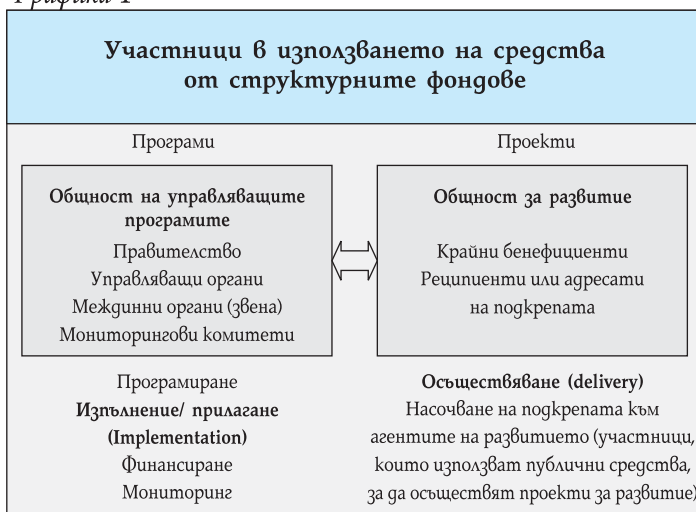 Графика 1
Участници в използването на средства
от структурните фондове
Програми
Общност на управляващите
програмите
Правителство
Управляващи органи
Междинни органи (звена)
Мониторингови комитети
Програмиране
Изпълнение/ прилагане
(Implementation)
Финансиране
Мониторинг
Проекти
Общност за развитие
Крайни бенефициенти
Реципиенти или адресати
на подкрепата
Осъществяване (delivery)
Насочване на подкрепата към
агентите на развитието (участници,
които използват публични средства,
за да осъществят проекти за развитие)